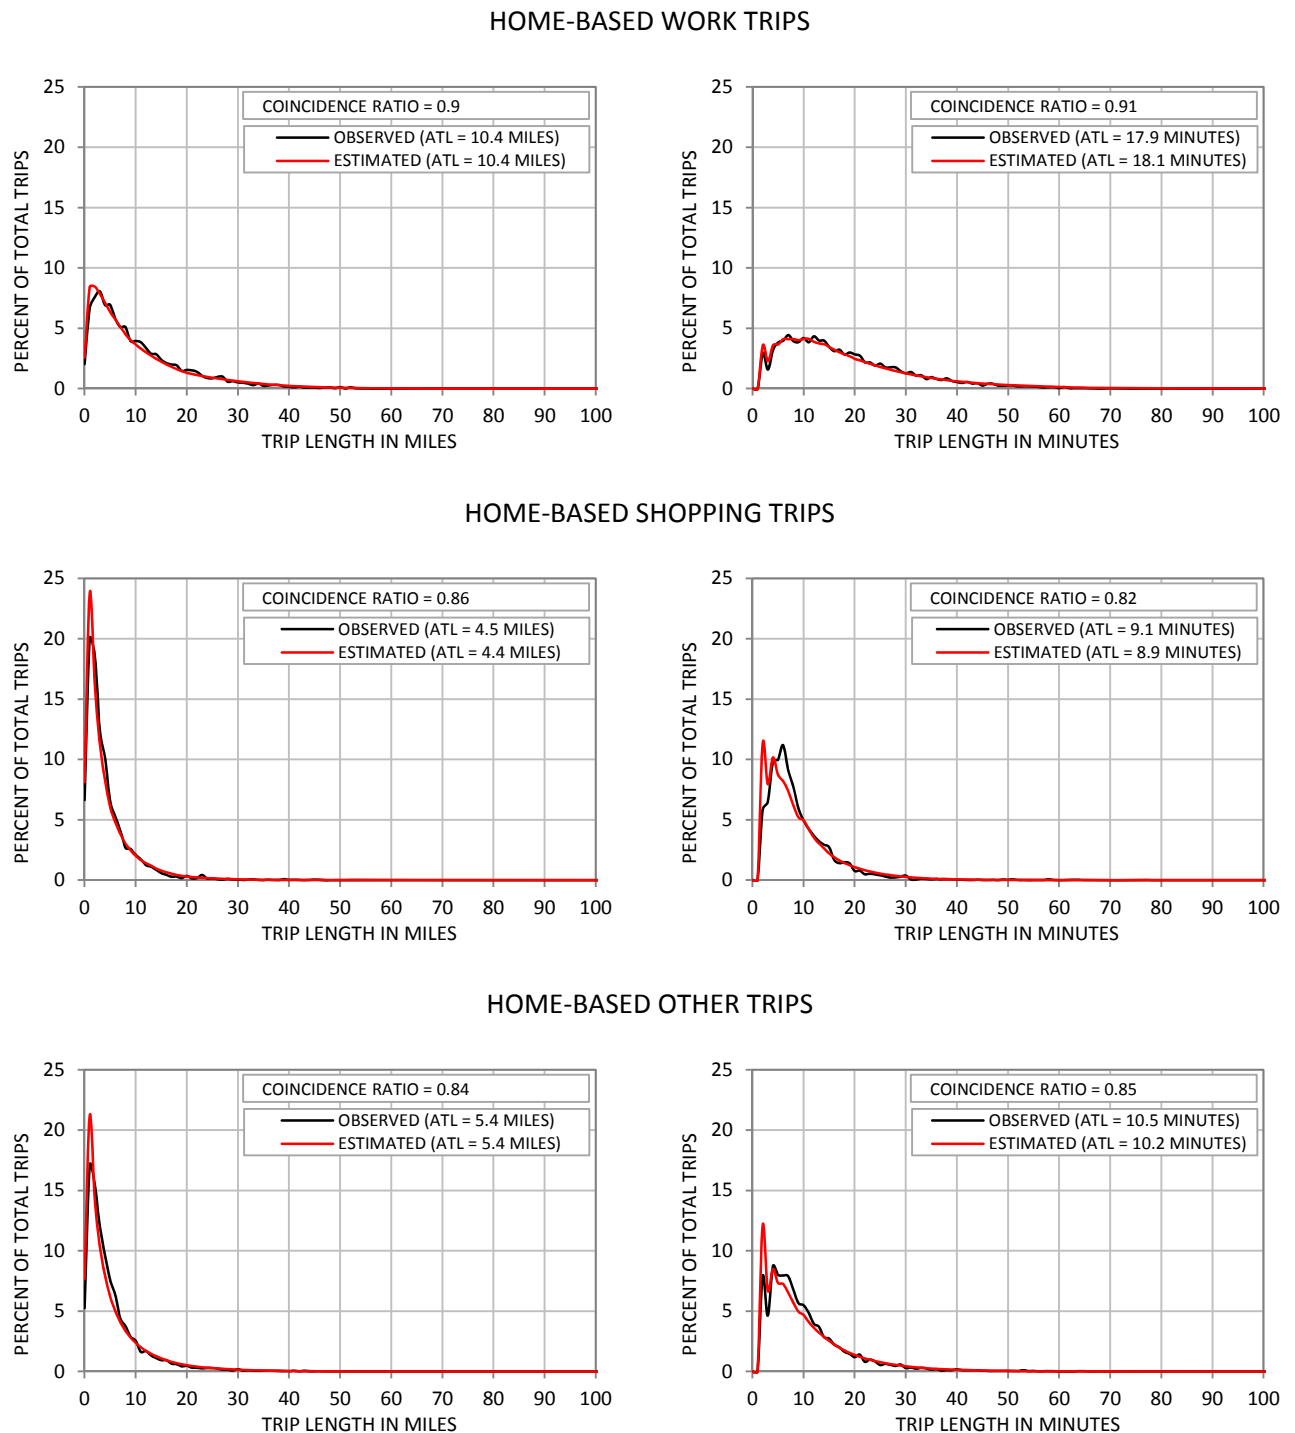 HOME-BASED WORK TRIPS
PERCENT OF TOTAL TRIPS
25
20
15
10
5
0
COINCIDENCE RATIO = 0.9
OBSERVED (ATL = 10.4 MILES)
ESTIMATED (ATL = 10.4 MILES)
0 10 20 30 40 50 60 70 80 90 100
TRIP LENGTH IN MILES
PERCENT OF TOTAL TRIPS
25
20
15
10
5
0
COINCIDENCE RATIO = 0.91
OBSERVED (ATL = 17.9 MINUTES)
ESTIMATED (ATL = 18.1 MINUTES)
0 10 20 30 40 50 60 70 80 90 100
TRIP LENGTH IN MINUTES
HOME-BASED SHOPPING TRIPS
PERCENT OF TOTAL TRIPS
25
20
15
10
5
0
COINCIDENCE RATIO = 0.86
OBSERVED (ATL = 4.5 MILES)
ESTIMATED (ATL = 4.4 MILES)
0 10 20 30 40 50 60 70 80 90 100
TRIP LENGTH IN MILES
PERCENT OF TOTAL TRIPS
25
20
15
10
5
0
COINCIDENCE RATIO = 0.82
OBSERVED (ATL = 9.1 MINUTES)
ESTIMATED (ATL = 8.9 MINUTES)
0 10 20 30 40 50 60 70 80 90 100
TRIP LENGTH IN MINUTES
HOME-BASED OTHER TRIPS
PERCENT OF TOTAL TRIPS
25
20
15
10
5
0
COINCIDENCE RATIO = 0.84
OBSERVED (ATL = 5.4 MILES)
ESTIMATED (ATL = 5.4 MILES)
0 10 20 30 40 50 60 70 80 90 100
TRIP LENGTH IN MILES
PERCENT OF TOTAL TRIPS
25
20
15
10
5
0
COINCIDENCE RATIO = 0.85
OBSERVED (ATL = 10.5 MINUTES)
ESTIMATED (ATL = 10.2 MINUTES)
0 10 20 30 40 50 60 70 80 90 100
TRIP LENGTH IN MINUTES